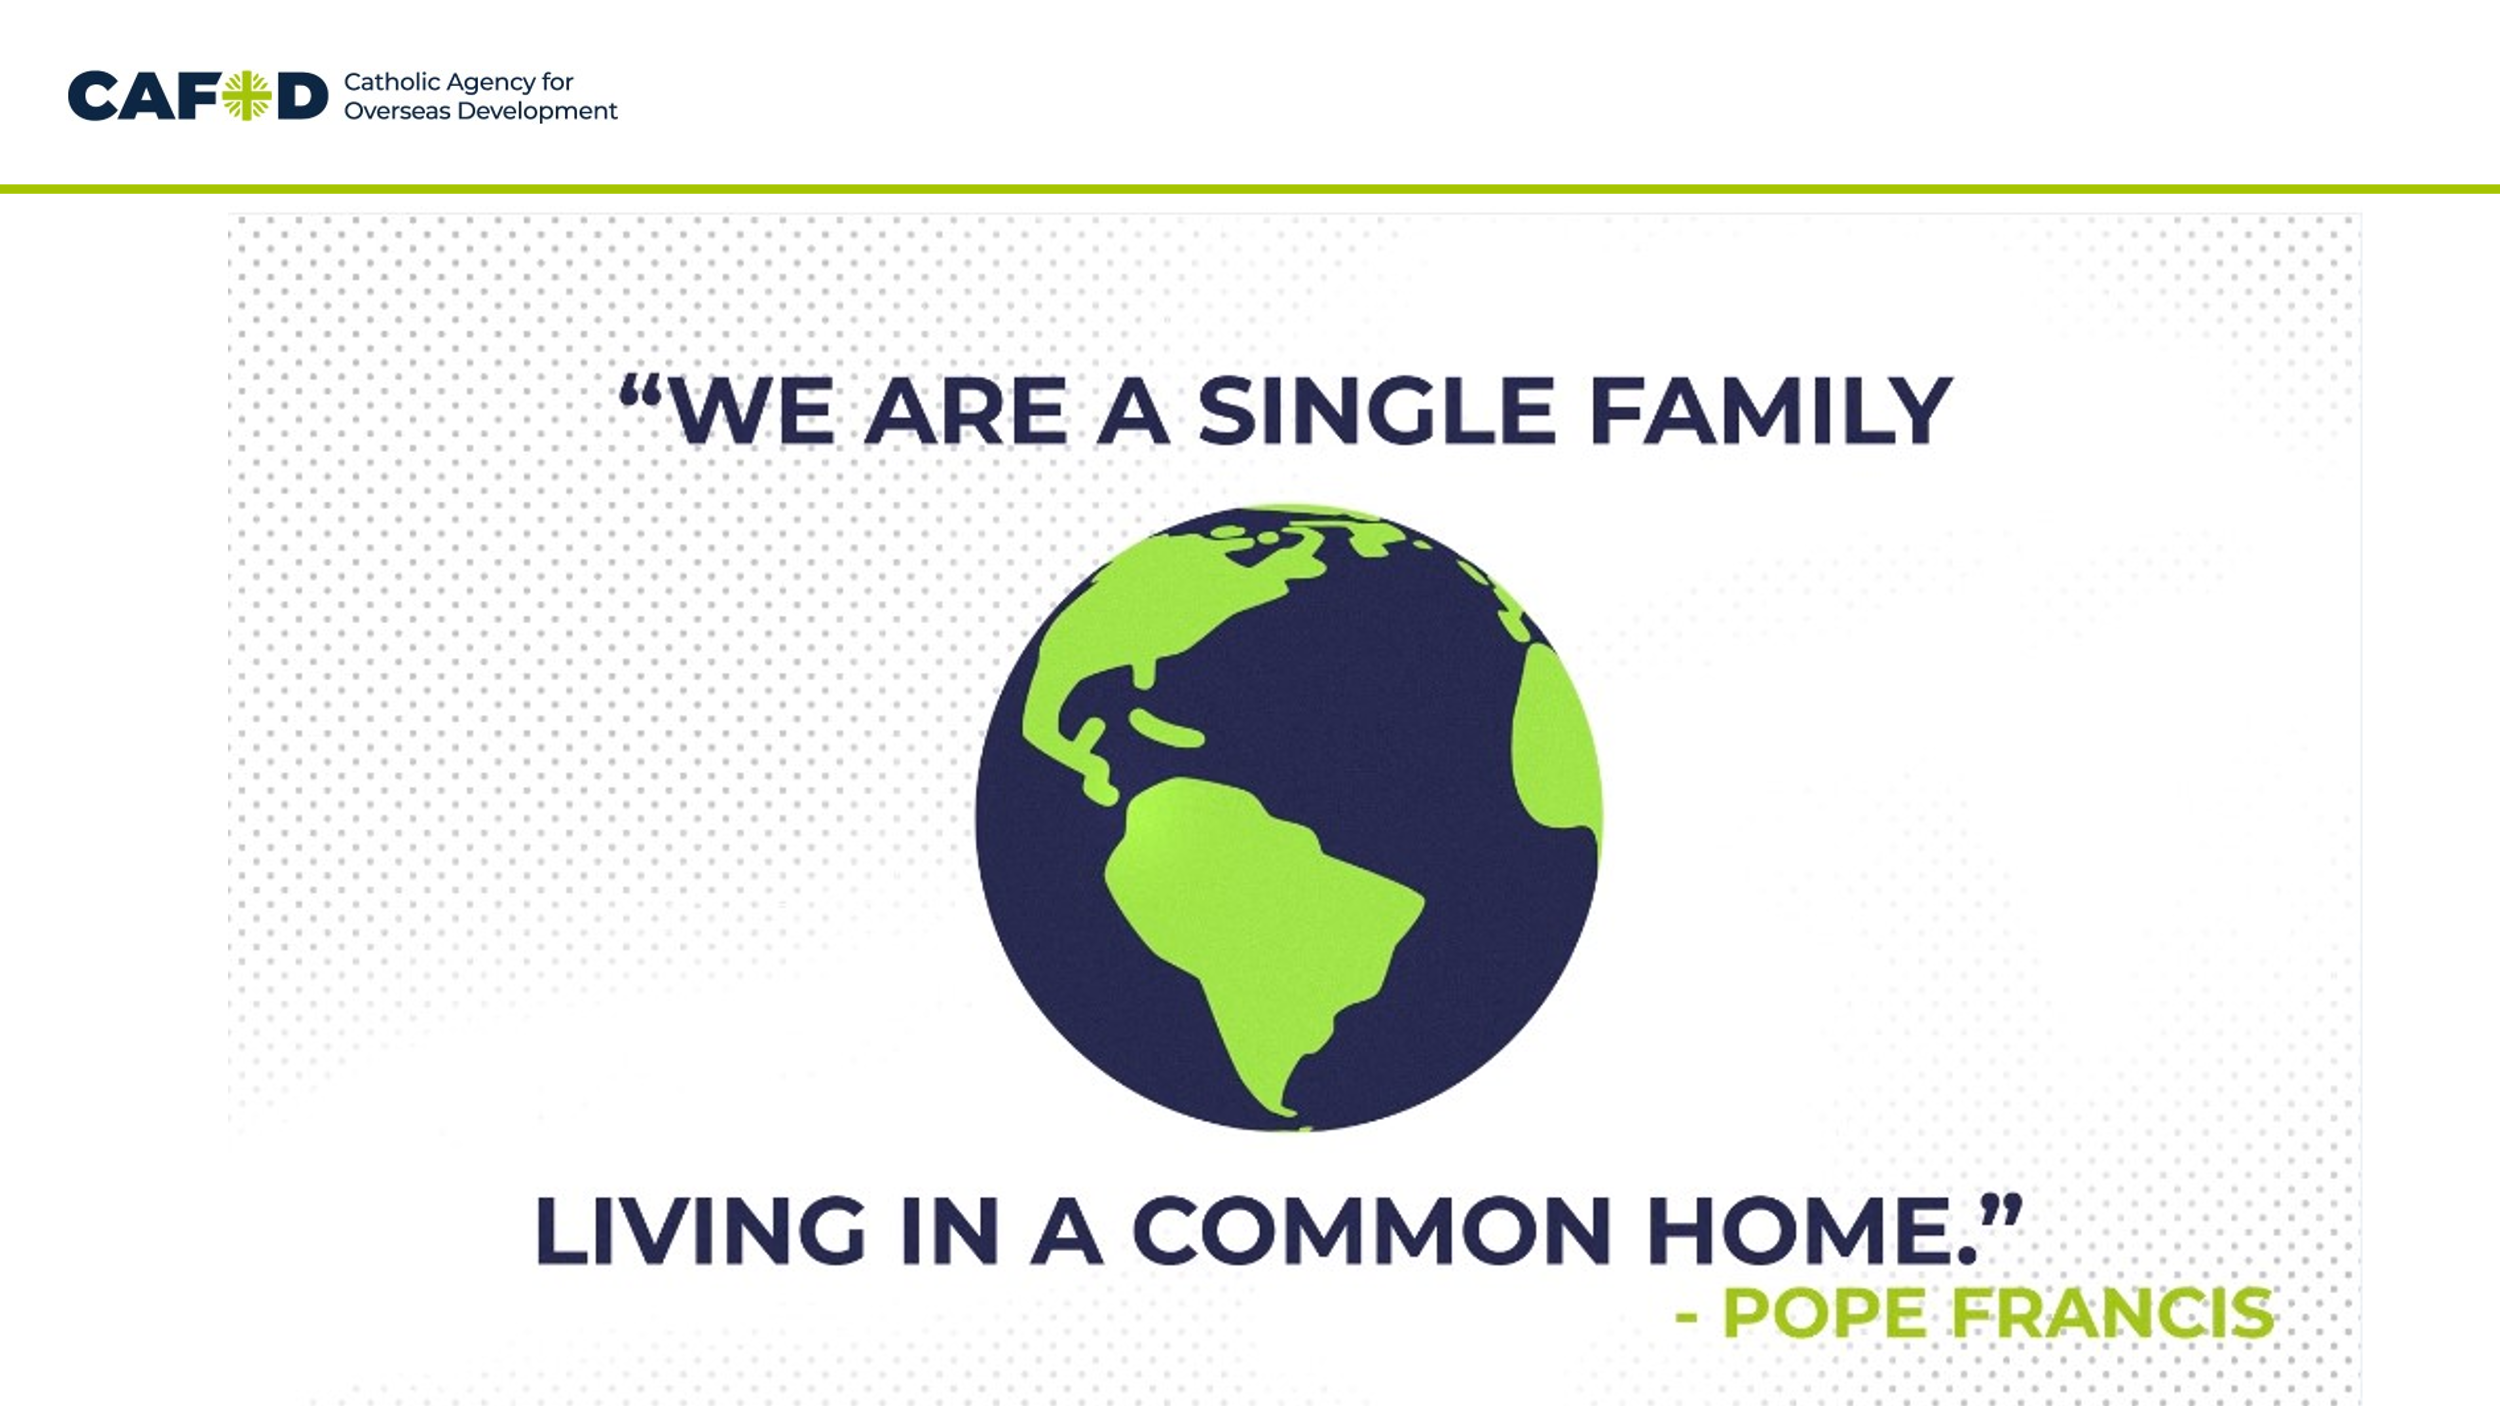 CAFOD
Catholic Agency for
Overseas Development
“WE ARE A SINGLE FAMILY
LIVING IN A COMMON HOME.”
- POPE FRANCIS